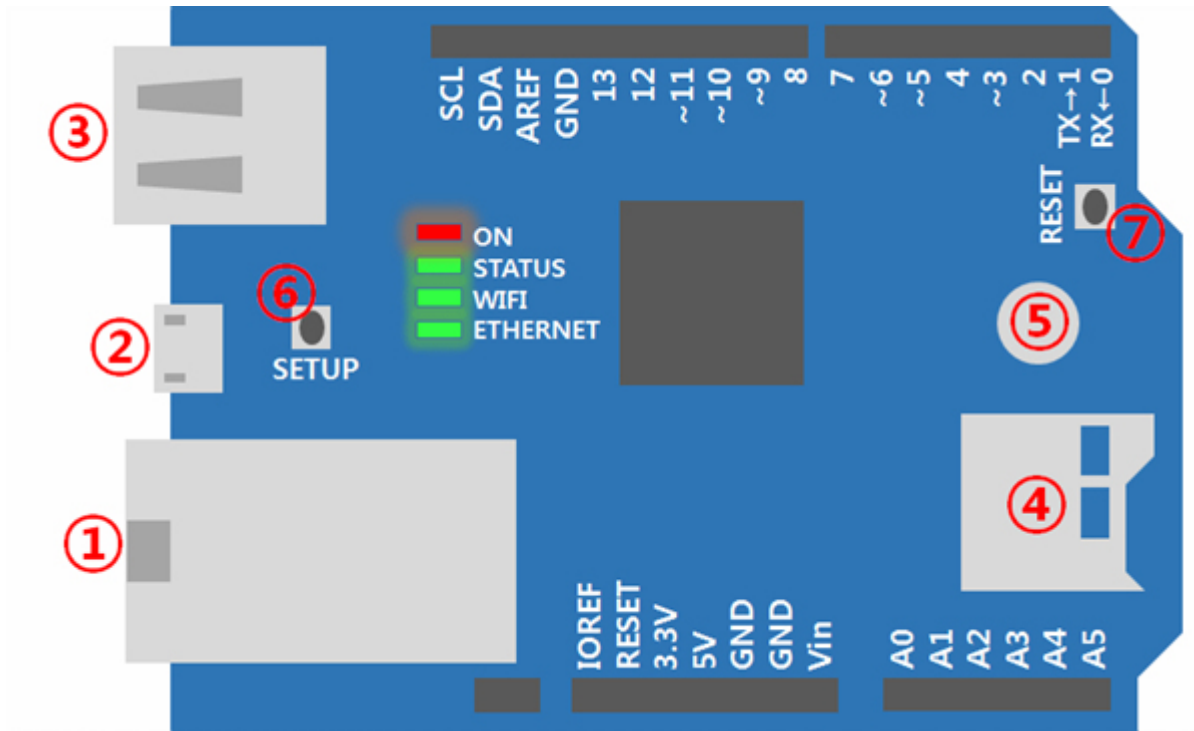 SCL
SDA
AREF
GND
13
12
~11
~10
~9
8
7
~6
~5
4
~3
2
TX→1
RX←0
③
RESET
⑦
ON
STATUS
WIFI
ETHERNET
⑥
SETUP
②
⑤
④
①
IOREF
RESET
3.3V
5V
GND
GND
Vin
A0
A1
A2
A3
A4
A5